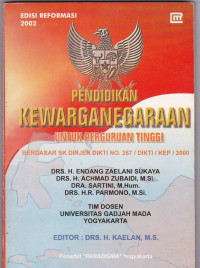 EDISI REFORMASI
2002
PENDIDIKAN
KEWARGANEGARAAN
UNTUK PERGURUAN TINGGI
BERDASAR SK DIRJEN DIKTI NO. 267 / DIKTI / KEP / 2000
DRS. H. ENDANG ZAELANI SUKAYA
DRS. H. ACHMAD ZUBAIDI, M.Si.
DRA. SARTINI, M.Hum.
DRS. H.R. PARMONO, M.Si.
TIM DOSEN
UNIVERSITAS GADJAH MADA
YOGYAKARTA
EDITOR : DRS. H. KAELAN, M.S.
Penerbit "PARADIGMA" Yogyakarta